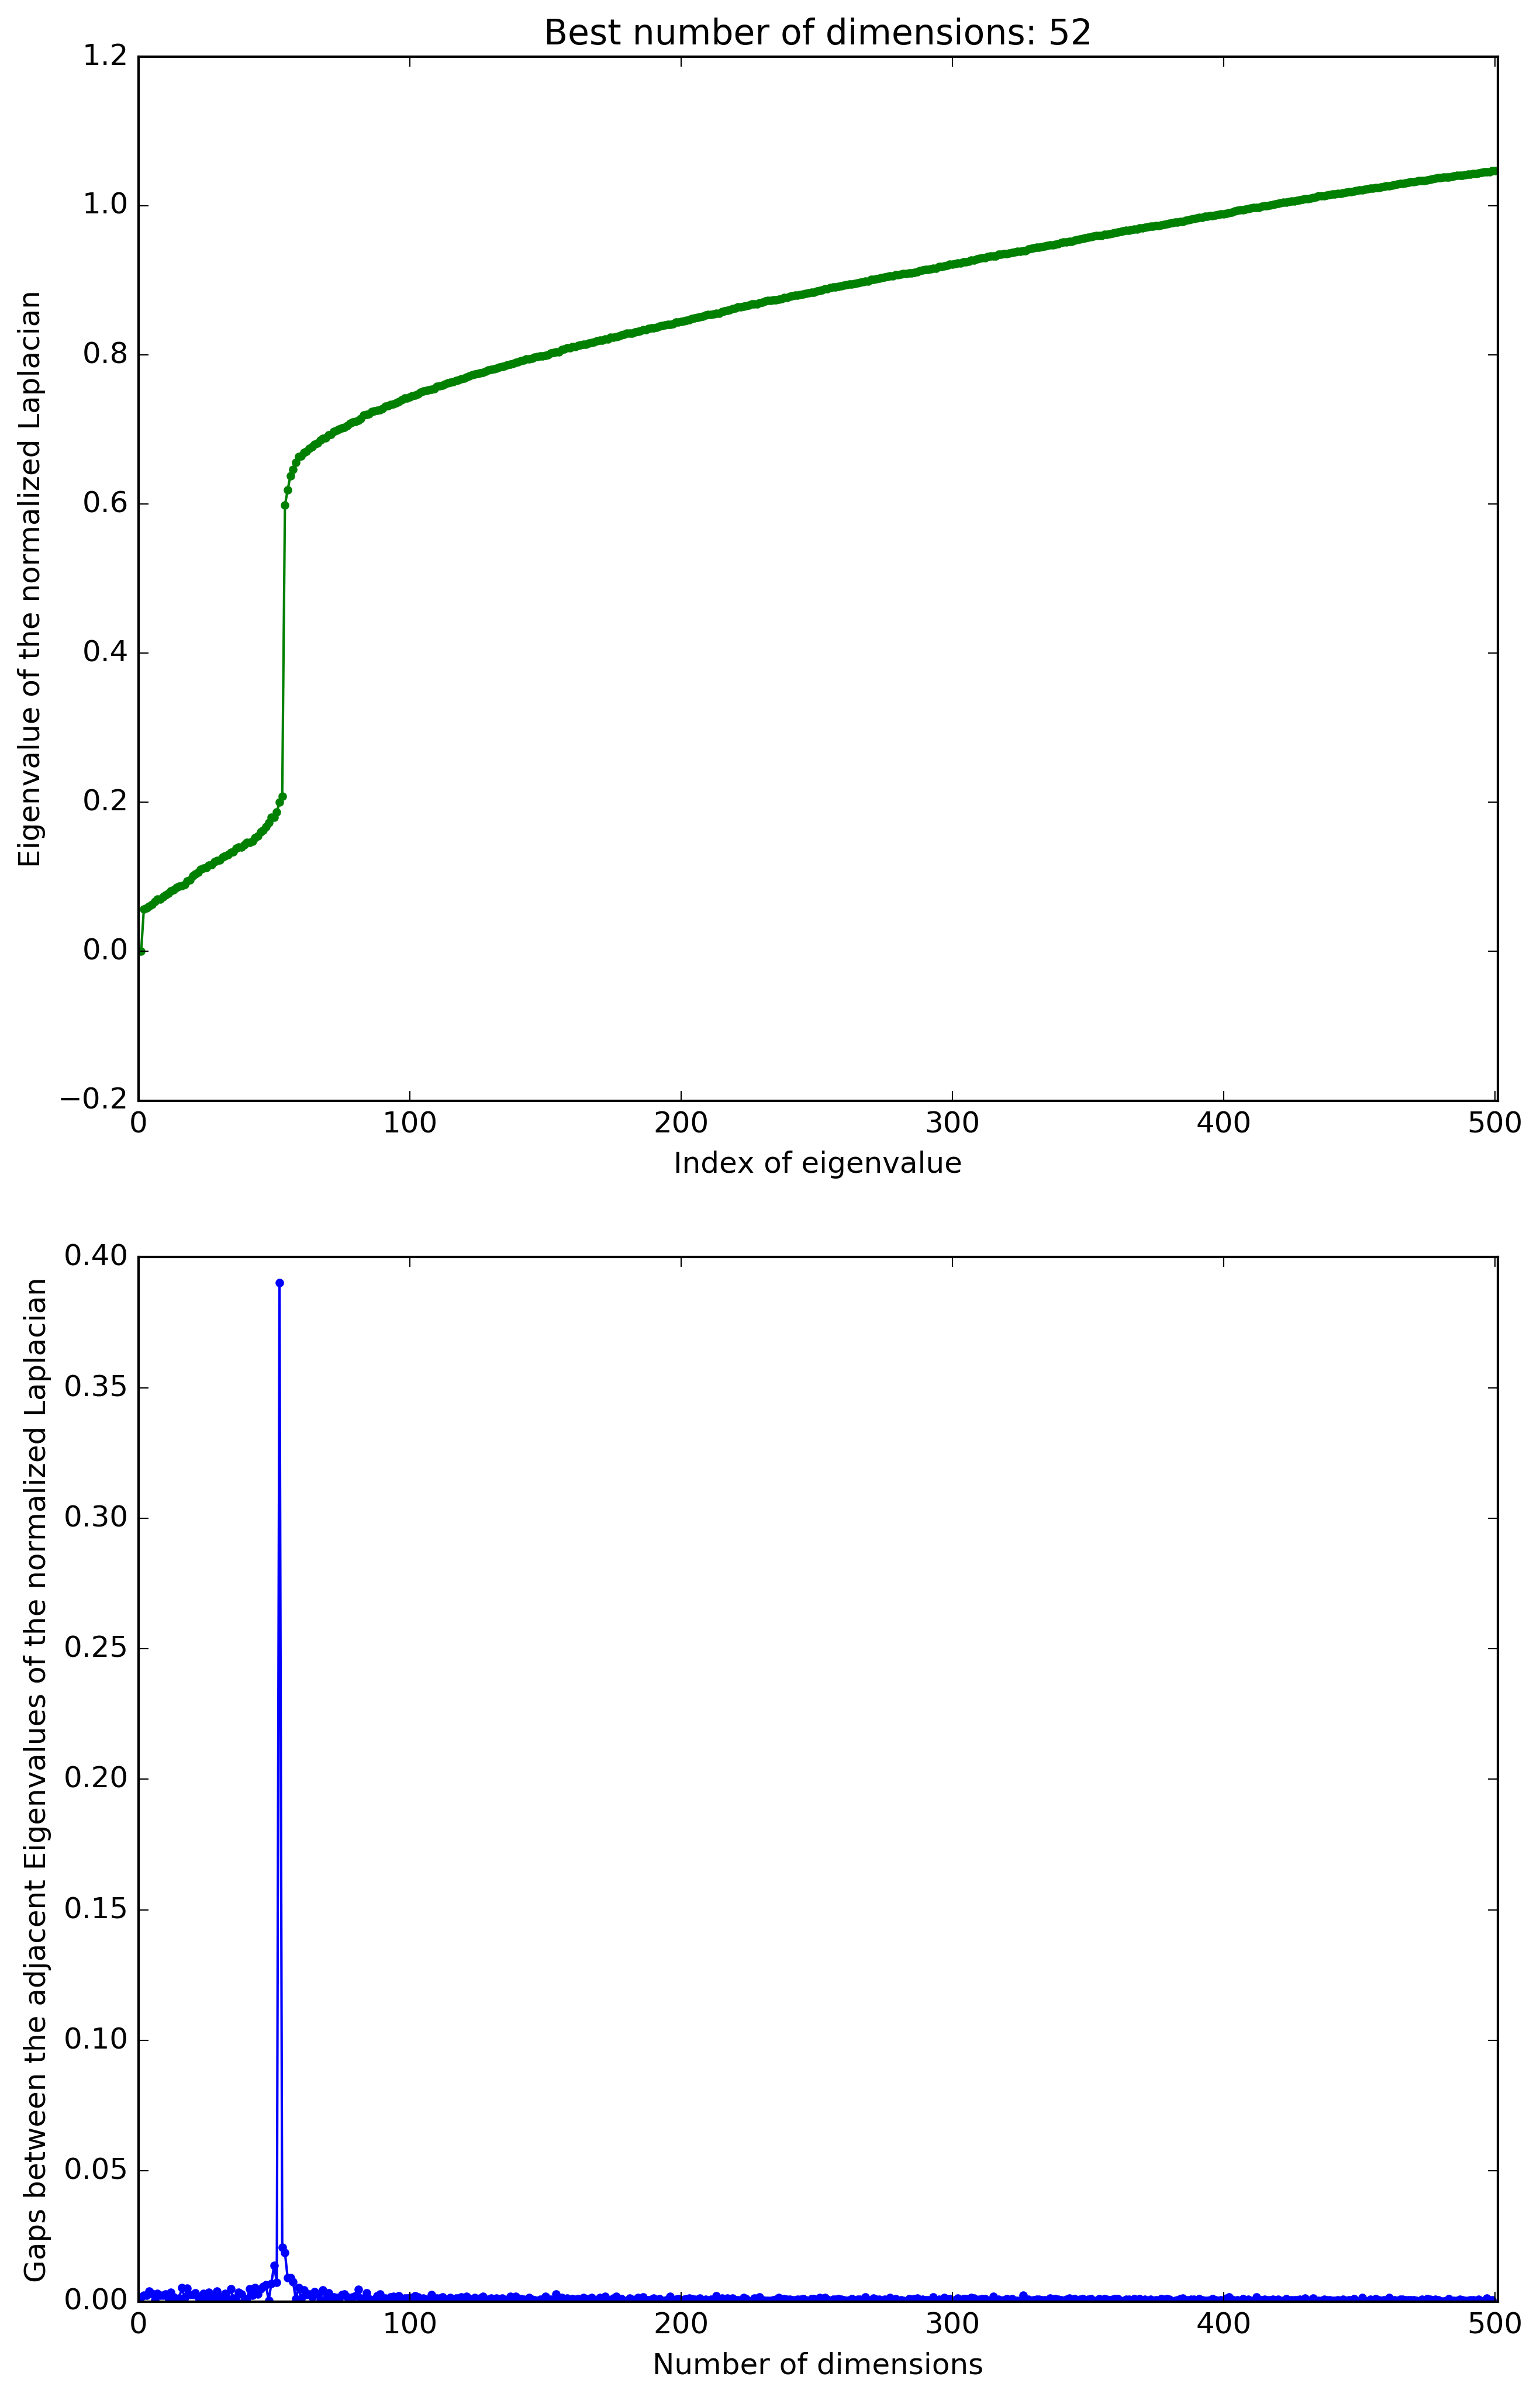 Best number of dimensions: 52
1.2
1.0
0.8
0.6
0.4
0.2
0.0
−0.2
Eigenvalue of the normalized Laplacian
0 100 200 300 400 500
Index of eigenvalue
0.40
0.35
0.30
0.25
0.20
0.15
0.10
0.05
0.00
Gaps between the adjacent Eigenvalues of the normalized Laplacian
0 100 200 300 400 500
Number of dimensions